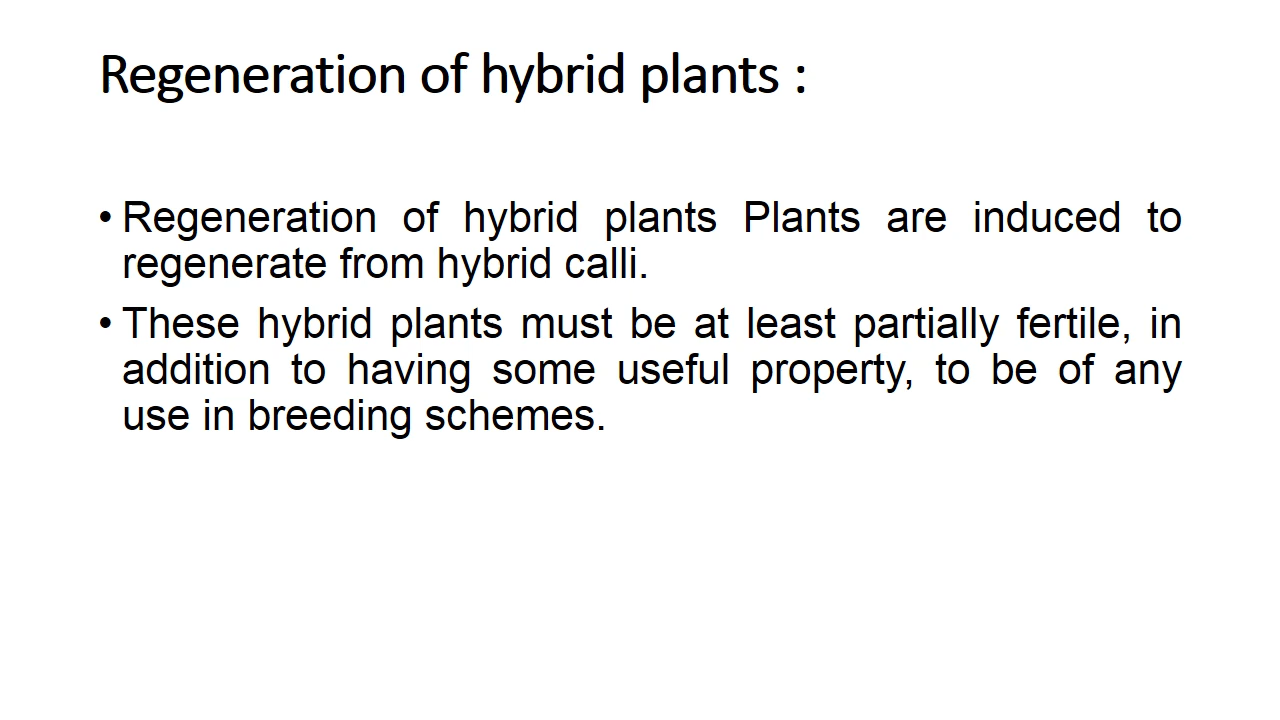 Regeneration of hybrid plants :
• Regeneration of hybrid plants Plants are induced to
regenerate from hybrid calli.
• These hybrid plants must be at least partially fertile, in
addition to having some useful property, to be of any
use in breeding schemes.